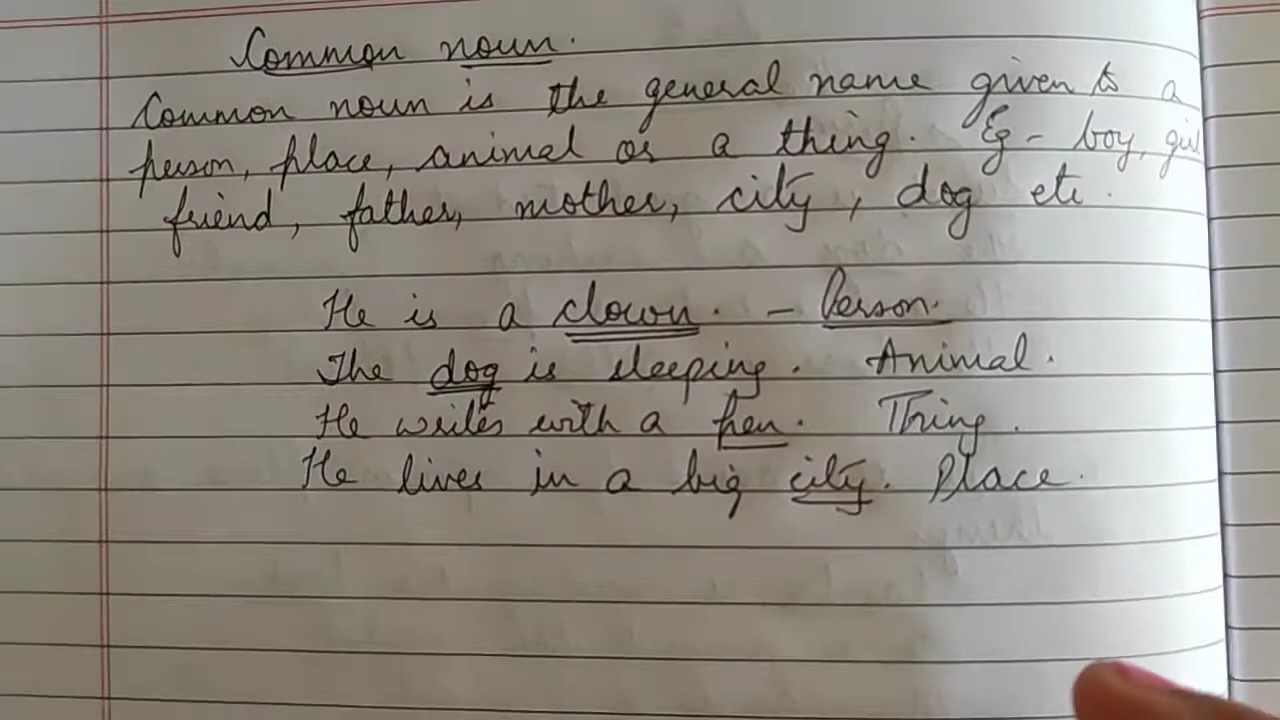 Common noun.
Common noun is the general name given to a
person, place, animal or a thing. Eg - boy, girl
friend, father, mother, city, dog etc.
He is a clown. - Person.
The dog is sleeping. Animal.
He writes with a pen. Thing.
He lives in a big city. Place.